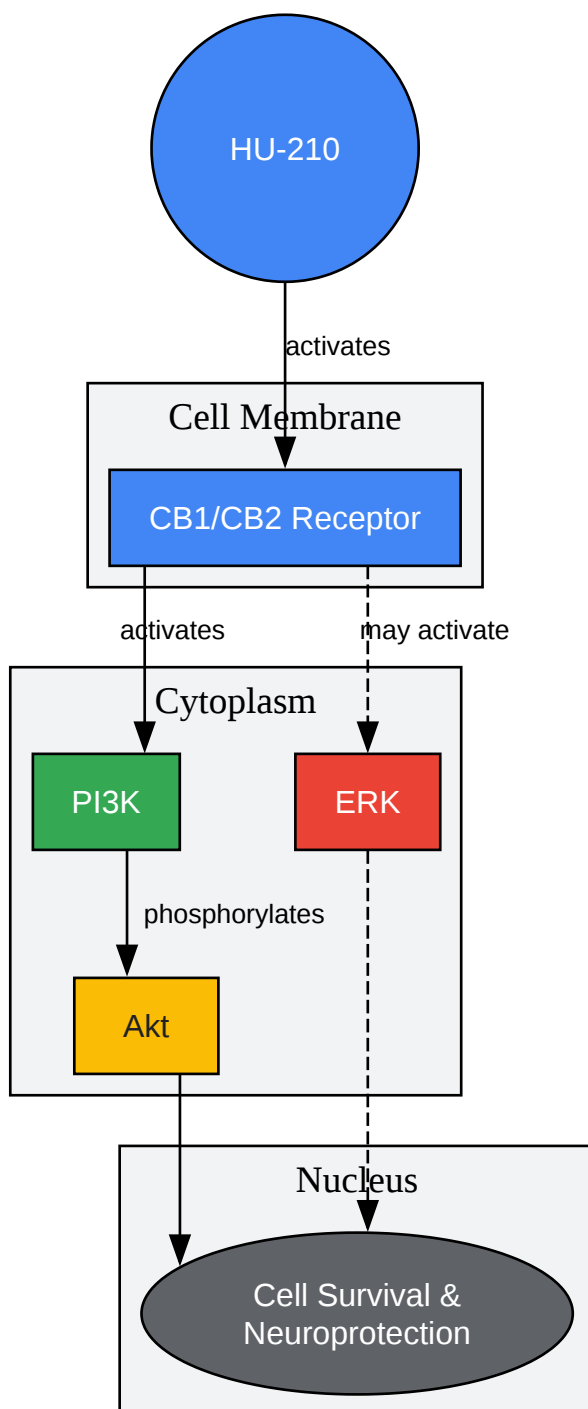 HU-210
activates
Cell Membrane
CB1/CB2 Receptor
activates
may activate
Cytoplasm
PI3K
ERK
phosphorylates
Akt
Nucleus
Cell Survival &
Neuroprotection